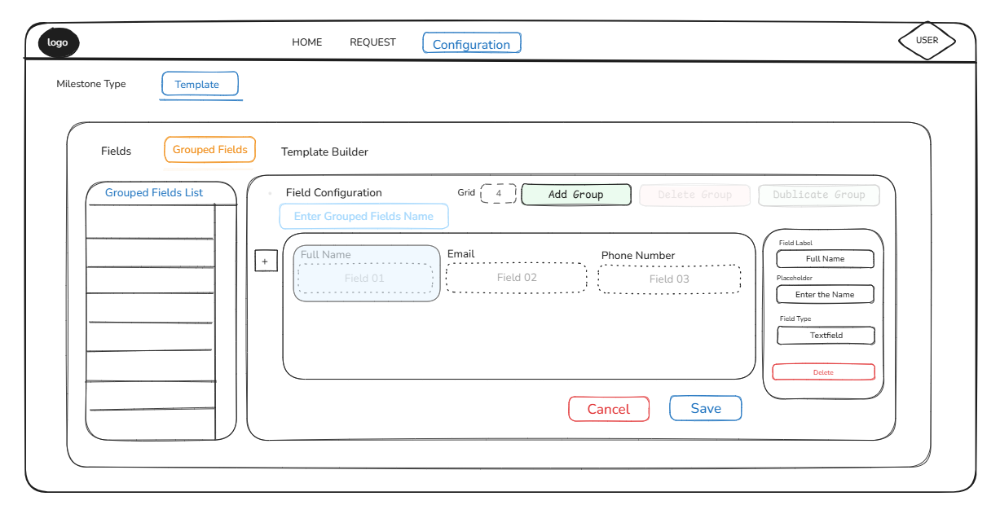 logo
HOME
REQUEST
Configuration
USER
Milestone Type
Template
Fields
Grouped Fields
Template Builder
Grouped Fields List
Field Configuration
Grid
4
Add Group
Delete Group
Dublicate Group
Enter Grouped Fields Name
+
Full Name
Field 01
Email
Field 02
Phone Number
Field 03
Field Label
Full Name
Placeholder
Enter the Name
Field Type
Textfield
Delete
Cancel
Save